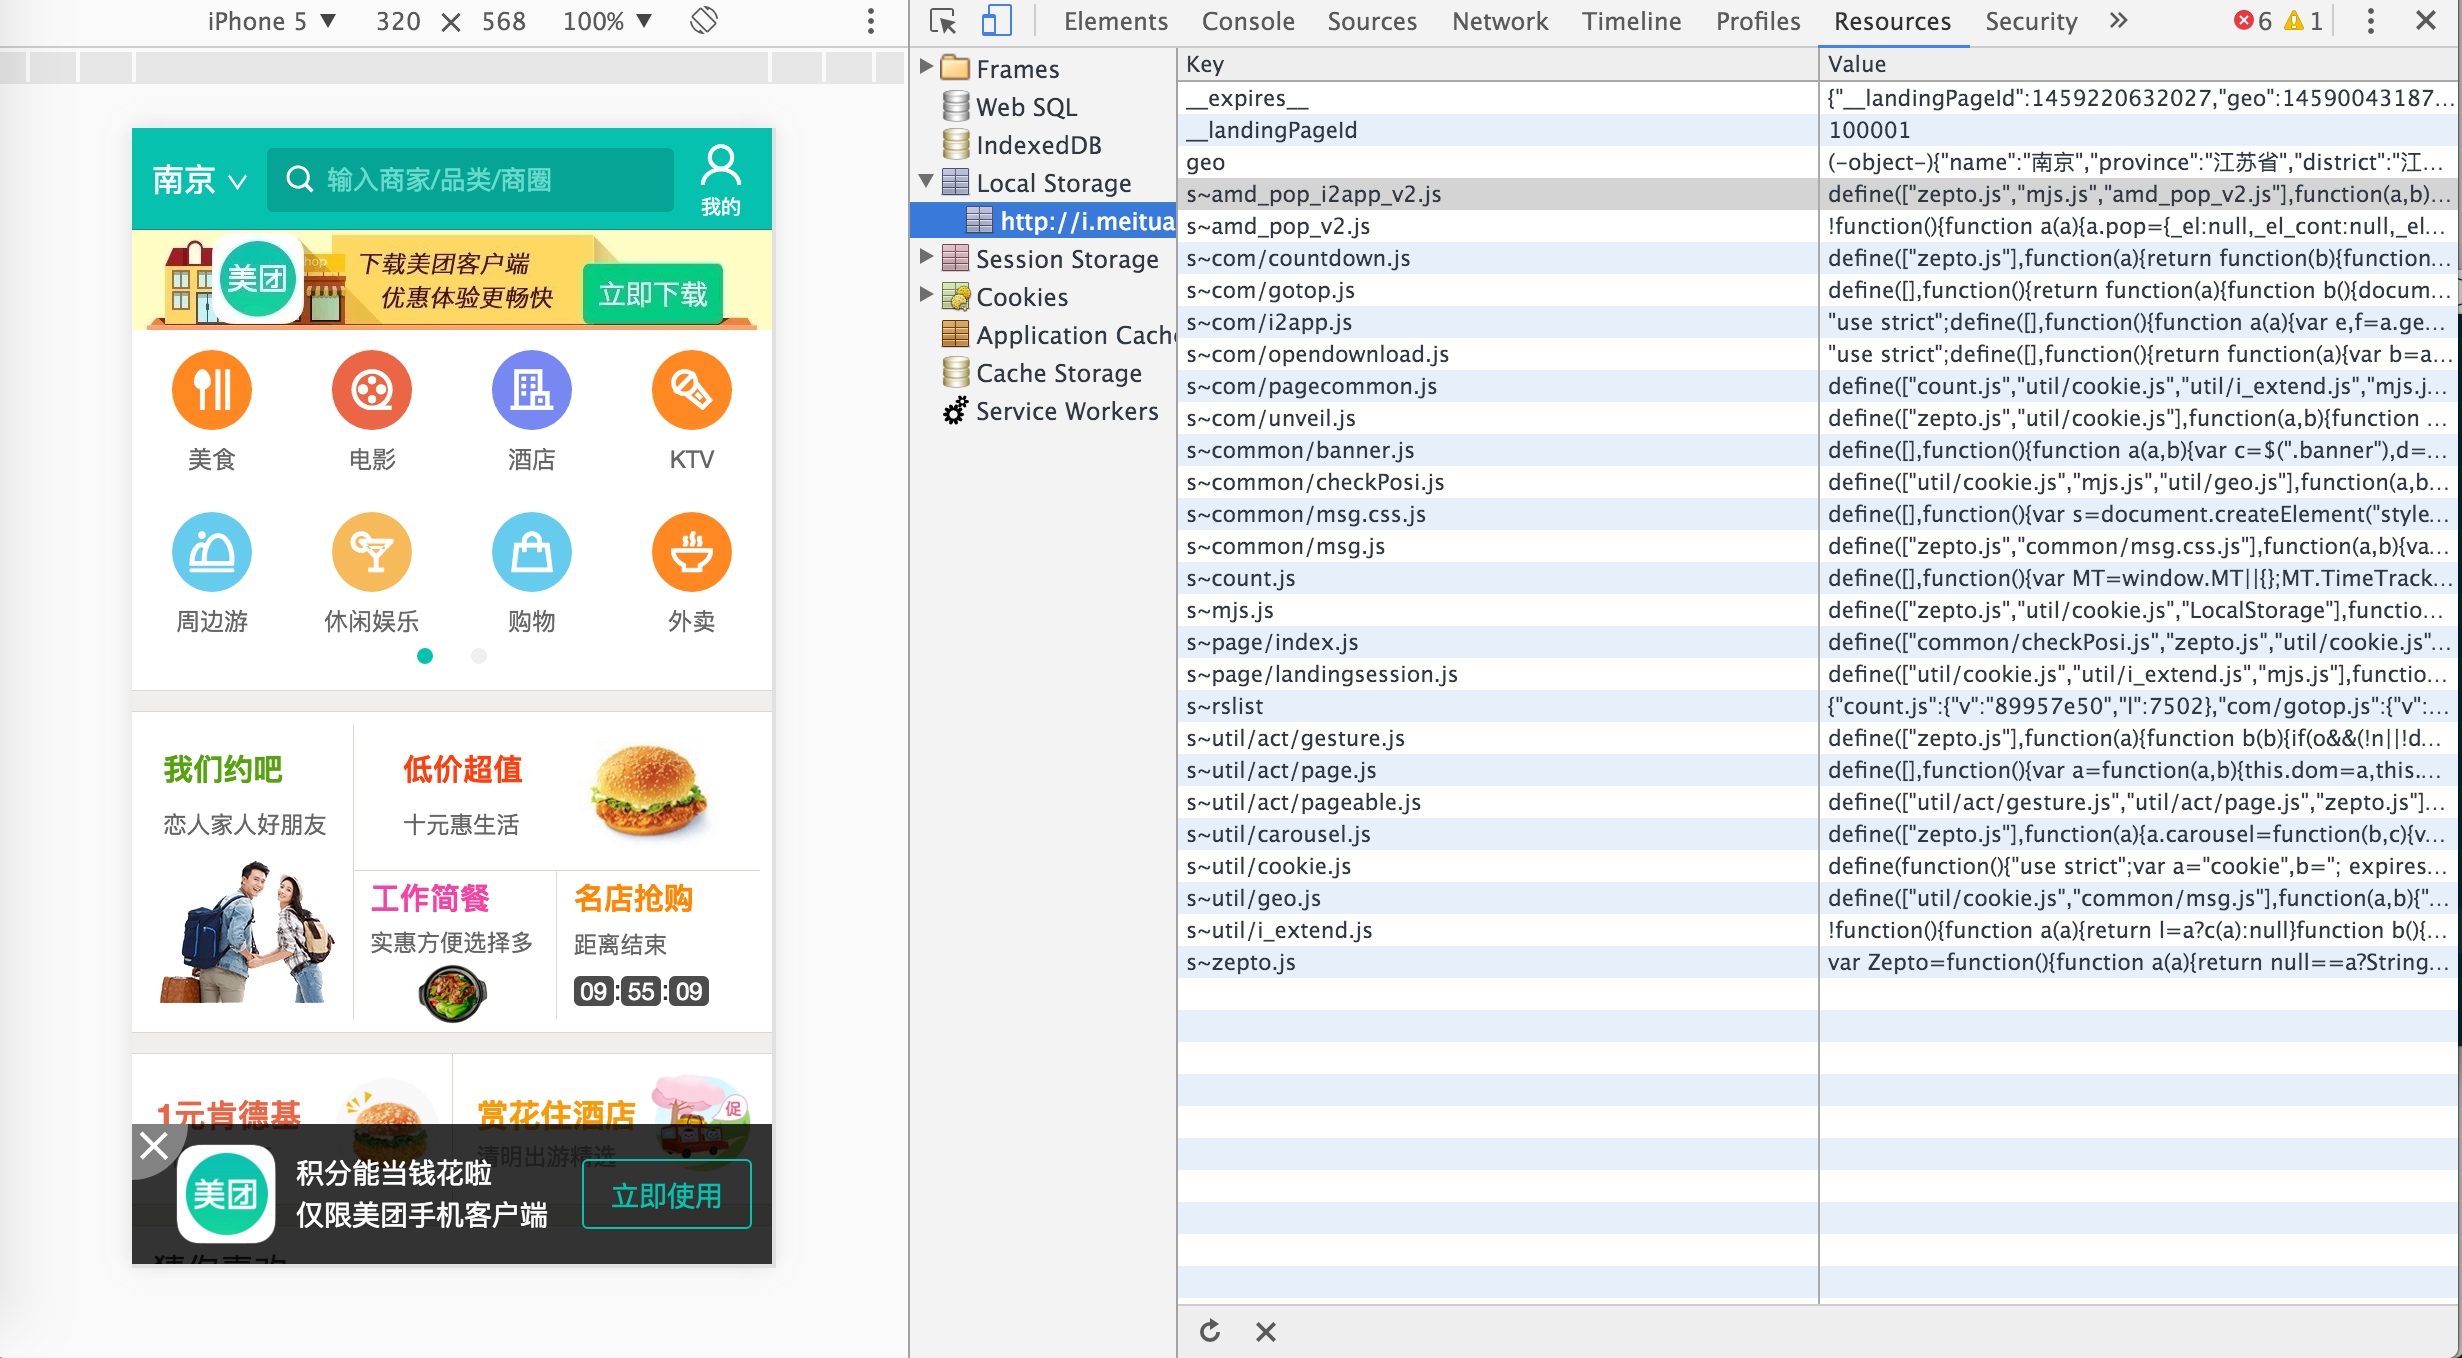 iPhone 5 ▼ 320 × 568 100% ▼
南京
输入商家/品类/商圈
我的
美团
hop
下载美团客户端
优惠体验更畅快
立即下载
美食
电影
酒店
KTV
周边游
休闲娱乐
购物
外卖
我们约吧
恋人家人好朋友
低价超值
十元惠生活
工作简餐
实惠方便选择多
名店抢购
距离结束
09:55:09
1元肯德基
赏花住酒店
清明出游精选
促
美团
积分能当钱花啦
仅限美团手机客户端
立即使用
Elements Console Sources Network Timeline Profiles Resources Security » 6 1
Frames
Web SQL
IndexedDB
Local Storage
http://i.meitua
Session Storage
Cookies
Application Cach
Cache Storage
Service Workers
Key Value
__expires__ {"__landingPageId":1459220632027,"geo":14590043187...
__landingPageId 100001
geo (-object-){"name":"南京","province":"江苏省","district":"江...
s~amd_pop_i2app_v2.js define(["zepto.js","mjs.js","amd_pop_v2.js"],function(a,b)...
s~amd_pop_v2.js !function(){function a(a){a.pop={_el:null,_el_cont:null,_el...
s~com/countdown.js define(["zepto.js"],function(a){return function(b){function...
s~com/gotop.js define([],function(){return function(a){function b(){docum...
s~com/i2app.js "use strict";define([],function(){function a(a){var e,f=a.ge...
s~com/opendownload.js "use strict";define([],function(){return function(a){var b=a...
s~com/pagecommon.js define(["count.js","util/cookie.js","util/i_extend.js","mjs.j...
s~com/unveil.js define(["zepto.js","util/cookie.js"],function(a,b){function ...
s~common/banner.js define([],function(){function a(a,b){var c=$(".banner"),d=...
s~common/checkPosi.js define(["util/cookie.js","mjs.js","util/geo.js"],function(a,b...
s~common/msg.css.js define([],function(){var s=document.createElement("style...
s~common/msg.js define(["zepto.js","common/msg.css.js"],function(a,b){va...
s~count.js define([],function(){var MT=window.MT||{};MT.TimeTrack...
s~mjs.js define(["zepto.js","util/cookie.js","LocalStorage"],functio...
s~page/index.js define(["common/checkPosi.js","zepto.js","util/cookie.js"...
s~page/landingsession.js define(["util/cookie.js","util/i_extend.js","mjs.js"],functio...
s~rslist {"count.js":{"v":"89957e50","l":7502},"com/gotop.js":{"v":...
s~util/act/gesture.js define(["zepto.js"],function(a){function b(b){if(o&&(!n||!d...
s~util/act/page.js define([],function(){var a=function(a,b){this.dom=a,this....
s~util/act/pageable.js define(["util/act/gesture.js","util/act/page.js","zepto.js"]...
s~util/carousel.js define(["zepto.js"],function(a){a.carousel=function(b,c){v...
s~util/cookie.js define(function(){"use strict";var a="cookie",b="; expires...
s~util/geo.js define(["util/cookie.js","common/msg.js"],function(a,b){"...
s~util/i_extend.js !function(){function a(a){return l=a?c(a):null}function b(){...
s~zepto.js var Zepto=function(){function a(a){return null==a?String...